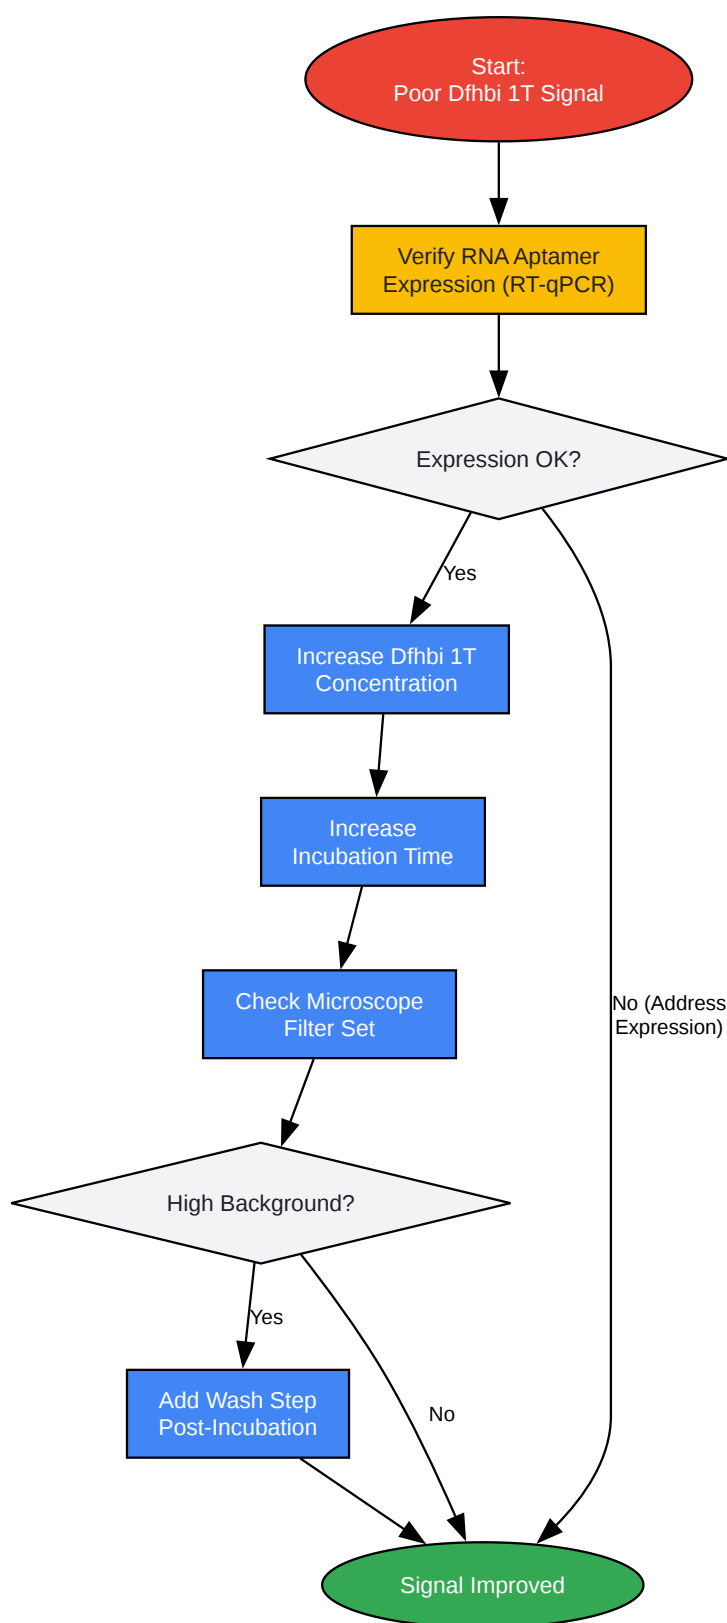 Start:
Poor Dfhbi 1T Signal
Verify RNA Aptamer
Expression (RT-qPCR)
Expression OK?
Yes
Increase Dfhbi 1T
Concentration
Increase
Incubation Time
Check Microscope
Filter Set
No (Address
Expression)
High Background?
Yes
Add Wash Step
Post-Incubation
No
Signal Improved